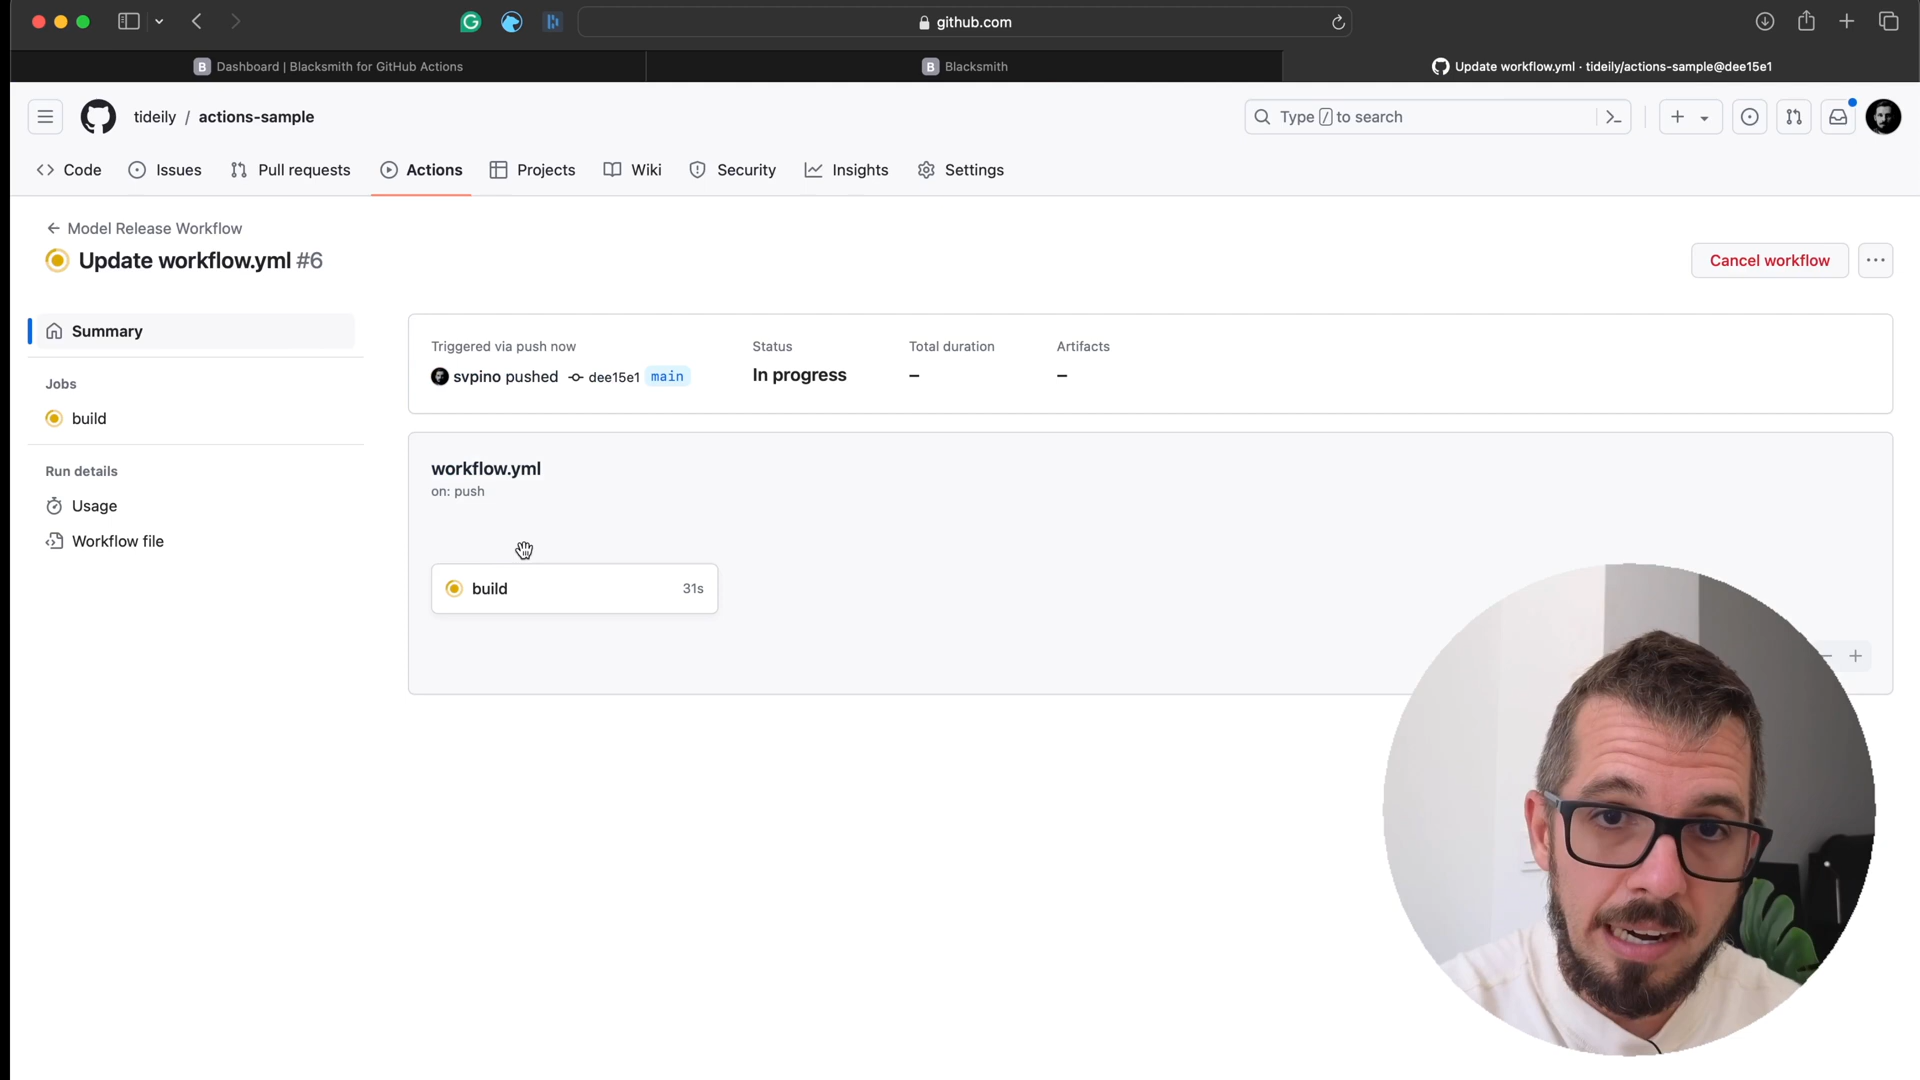 github.com
Dashboard | Blacksmith for GitHub Actions
Blacksmith
Update workflow.yml · tideily/actions-sample@dee15e1
tideily / actions-sample
Type / to search
Code
Issues
Pull requests
Actions
Projects
Wiki
Security
Insights
Settings
Model Release Workflow
Update workflow.yml #6
Cancel workflow
Summary
Jobs
build
Run details
Usage
Workflow file
Triggered via push now
svpino pushed dee15e1 main
Status
In progress
Total duration
–
Artifacts
–
workflow.yml
on: push
build
31s